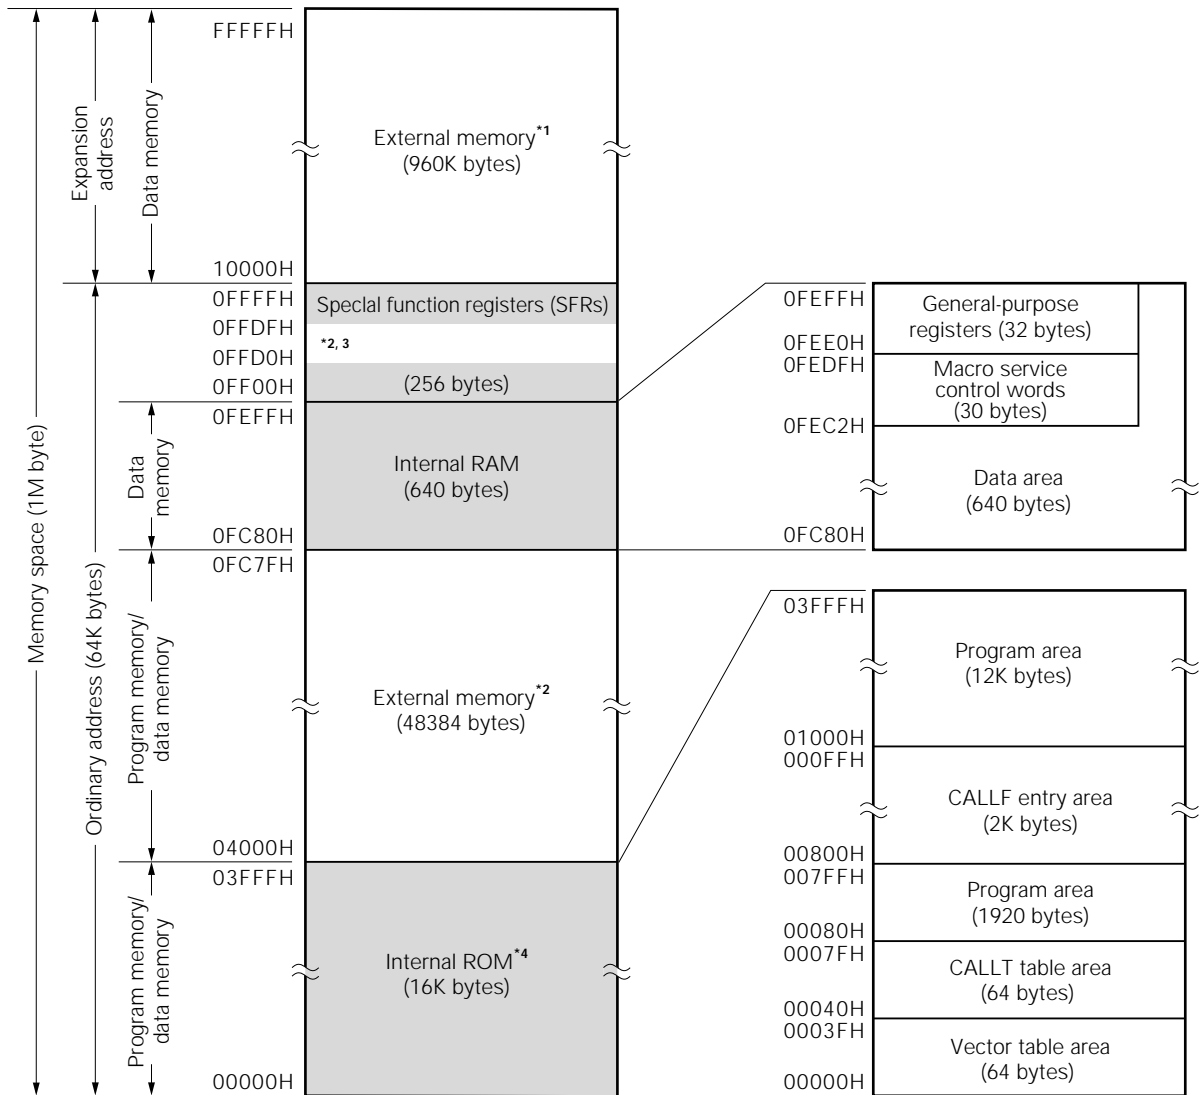 Memory space (1M byte)
Expansion
address
Ordinary address (64K bytes)
Data memory
Data
memory
Program memory/
data memory
Program memory/
data memory
FFFFFH
External memory*1
(960K bytes)
10000H
0FFFFH
Special function registers (SFRs)
0FFDFH
*2, 3
0FFD0H
(256 bytes)
0FF00H
0FEFFH
Internal RAM
(640 bytes)
0FC80H
0FC7FH
External memory*2
(48384 bytes)
04000H
03FFFH
Internal ROM*4
(16K bytes)
00000H
0FEFFH
General-purpose
registers (32 bytes)
0FEE0H
0FEDFH
Macro service
control words
(30 bytes)
0FEC2H
Data area
(640 bytes)
0FC80H
03FFFH
Program area
(12K bytes)
01000H
000FFH
CALLF entry area
(2K bytes)
00800H
007FFH
Program area
(1920 bytes)
00080H
0007FH
CALLT table area
(64 bytes)
00040H
0003FH
Vector table area
(64 bytes)
00000H